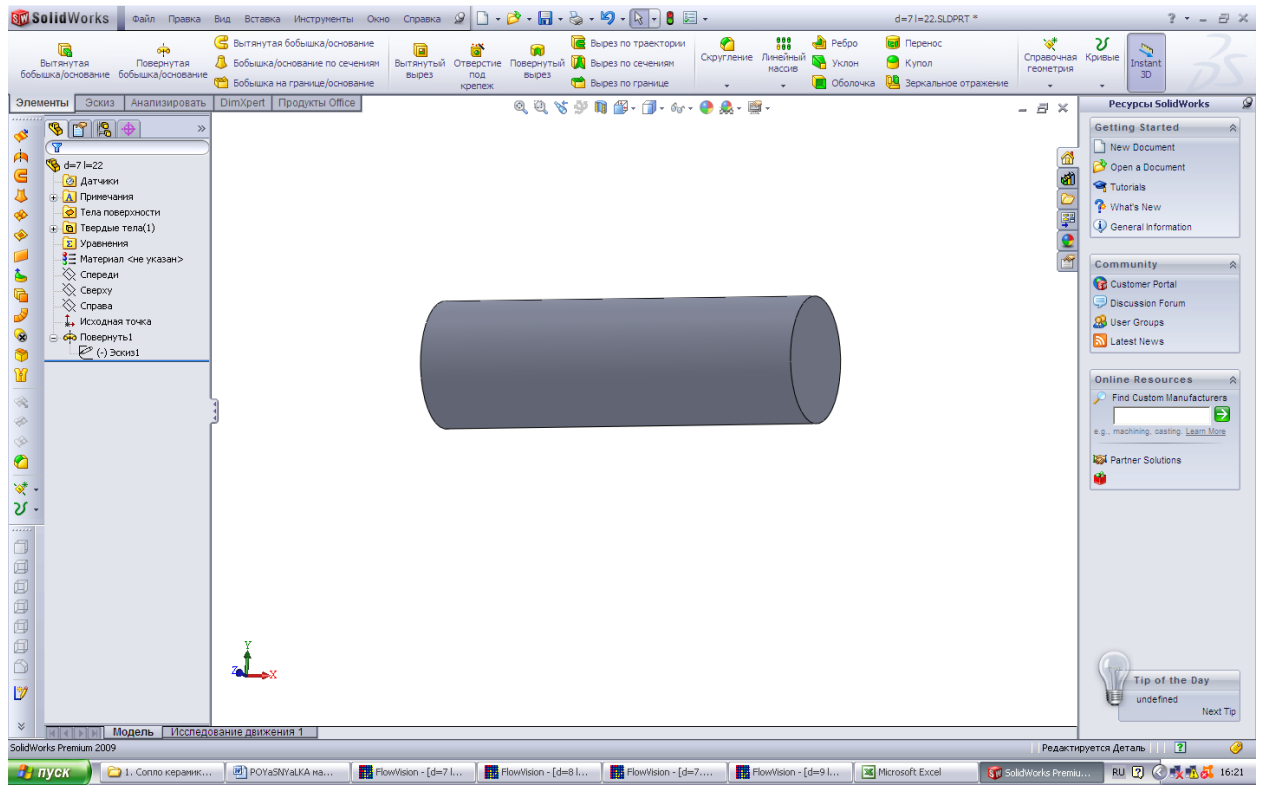 SolidWorks Файл Правка Вид Вставка Инструменты Окно Справка d=7 l=22.SLDPRT *
Вытянутая бобышка/основание
Повернутая бобышка/основание
Вытянутая бобышка/основание
Бобышка/основание по сечениям
Бобышка на границе/основание
Вытянутый вырез
Отверстие под крепеж
Повернутый вырез
Вырез по траектории
Вырез по сечениям
Вырез по границе
Скругление
Линейный массив
Ребро
Уклон
Оболочка
Перенос
Купол
Зеркальное отражение
Справочная геометрия
Кривые
Instant 3D
Элементы Эскиз Анализировать DimXpert Продукты Office
d=7 l=22
Датчики
Примечания
Тела поверхности
Твердые тела(1)
Уравнения
Материал <не указан>
Спереди
Сверху
Справа
Исходная точка
Повернуть1
(-) Эскиз1
Y
Z X
Ресурсы SolidWorks
Getting Started
New Document
Open a Document
Tutorials
What's New
General Information
Community
Customer Portal
Discussion Forum
User Groups
Latest News
Online Resources
Find Custom Manufacturers
e.g., machining, casting. Learn More
Partner Solutions
Tip of the Day
undefined
Next Tip
Модель Исследование движения 1
SolidWorks Premium 2009 Редактируется Деталь
пуск 1. Сопло керамик... POYaSNYaLKA ма... FlowVision - [d=7 l... FlowVision - [d=8 l... FlowVision - [d=7.... FlowVision - [d=9 l... Microsoft Excel SolidWorks Premiu... RU 16:21